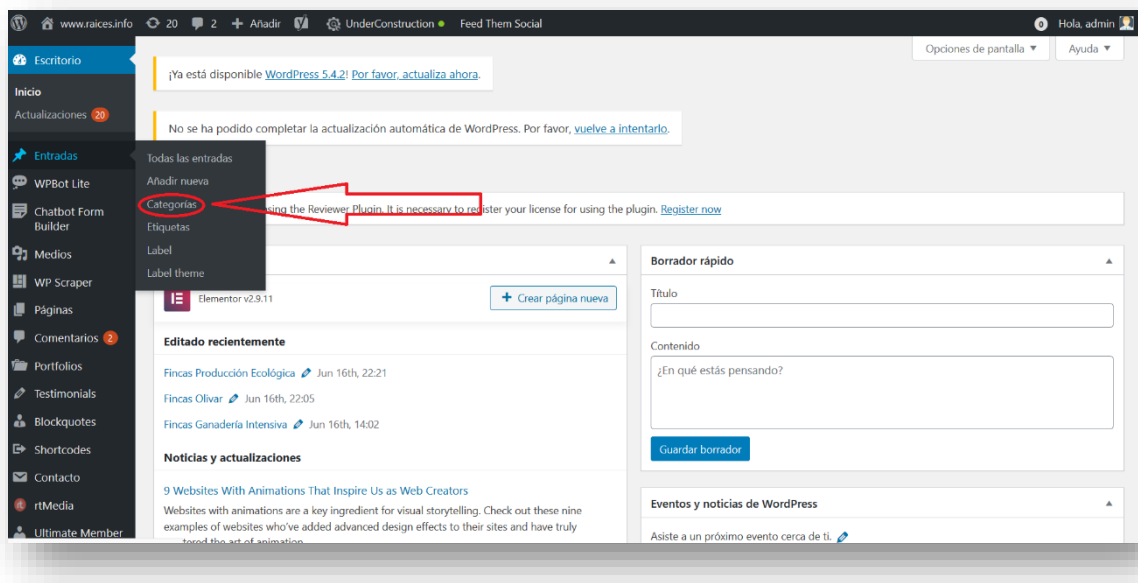 www.raices.info 20 2 + Añadir UnderConstruction Feed Them Social 0 Hola, admin
Opciones de pantalla ▼ Ayuda ▼
Escritorio
Inicio
Actualizaciones 20
Entradas
WPBot Lite
Chatbot Form
Builder
Medios
WP Scraper
Páginas
Comentarios 2
Portfolios
Testimonials
Blockquotes
Shortcodes
Contacto
rtMedia
Ultimate Member
Todas las entradas
Añadir nueva
Categorías
Etiquetas
Label
Label theme
¡Ya está disponible WordPress 5.4.2! Por favor, actualiza ahora.
No se ha podido completar la actualización automática de WordPress. Por favor, vuelve a intentarlo.
using the Reviewer Plugin. It is necessary to register your license for using the plugin. Register now
Elementor v2.9.11
+ Crear página nueva
Editado recientemente
Fincas Producción Ecológica Jun 16th, 22:21
Fincas Olivar Jun 16th, 22:05
Fincas Ganadería Intensiva Jun 16th, 14:02
Noticias y actualizaciones
9 Websites With Animations That Inspire Us as Web Creators
Websites with animations are a key ingredient for visual storytelling. Check out these nine
examples of websites who've added advanced design effects to their sites and have truly
tered the art of animation
Borrador rápido
Título
Contenido
¿En qué estás pensando?
Guardar borrador
Eventos y noticias de WordPress
Asiste a un próximo evento cerca de ti.